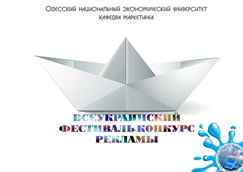 Одесский национальный экономический университет
кафедра маркетинга
ВСЕУКРАИНСКИЙ
ФЕСТИВАЛЬ-КОНКУРС
РЕКЛАМЫ